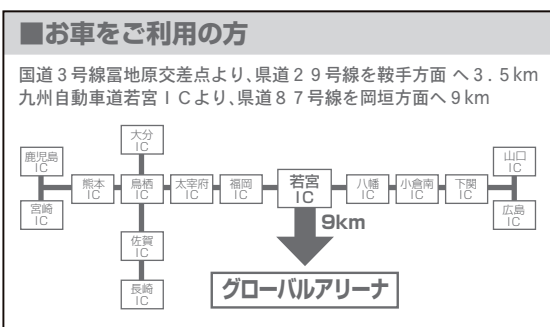 ■お車をご利用の方
国道3号線冨地原交差点より、県道29号線を鞍手方面 へ3.5km
九州自動車道若宮ICより、県道87号線を岡垣方面へ9km
大分
IC
鹿児島
IC
山口
IC
熊本
IC
鳥栖
IC
太宰府
IC
福岡
IC
若宮
IC
八幡
IC
小倉南
IC
下関
IC
宮崎
IC
広島
IC
9km
佐賀
IC
長崎
IC
グローバルアリーナ